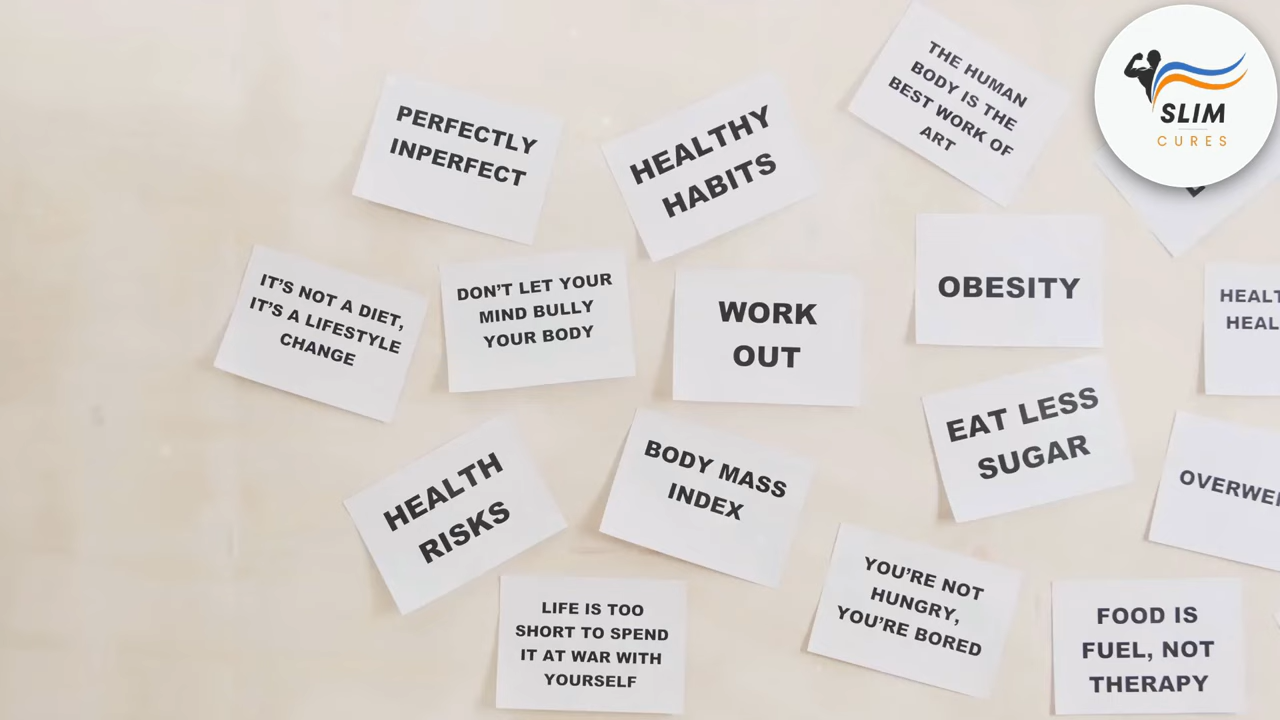 THE HUMAN
BODY IS THE
BEST WORK OF
ART
SLIM
CURES
PERFECTLY
INPERFECT
HEALTHY
HABITS
IT'S NOT A DIET,
IT'S A LIFESTYLE
CHANGE
DON'T LET YOUR
MIND BULLY
YOUR BODY
WORK
OUT
OBESITY
HEALTH
RISKS
BODY MASS
INDEX
EAT LESS
SUGAR
LIFE IS TOO
SHORT TO SPEND
IT AT WAR WITH
YOURSELF
YOU'RE NOT
HUNGRY,
YOU'RE BORED
FOOD IS
FUEL, NOT
THERAPY